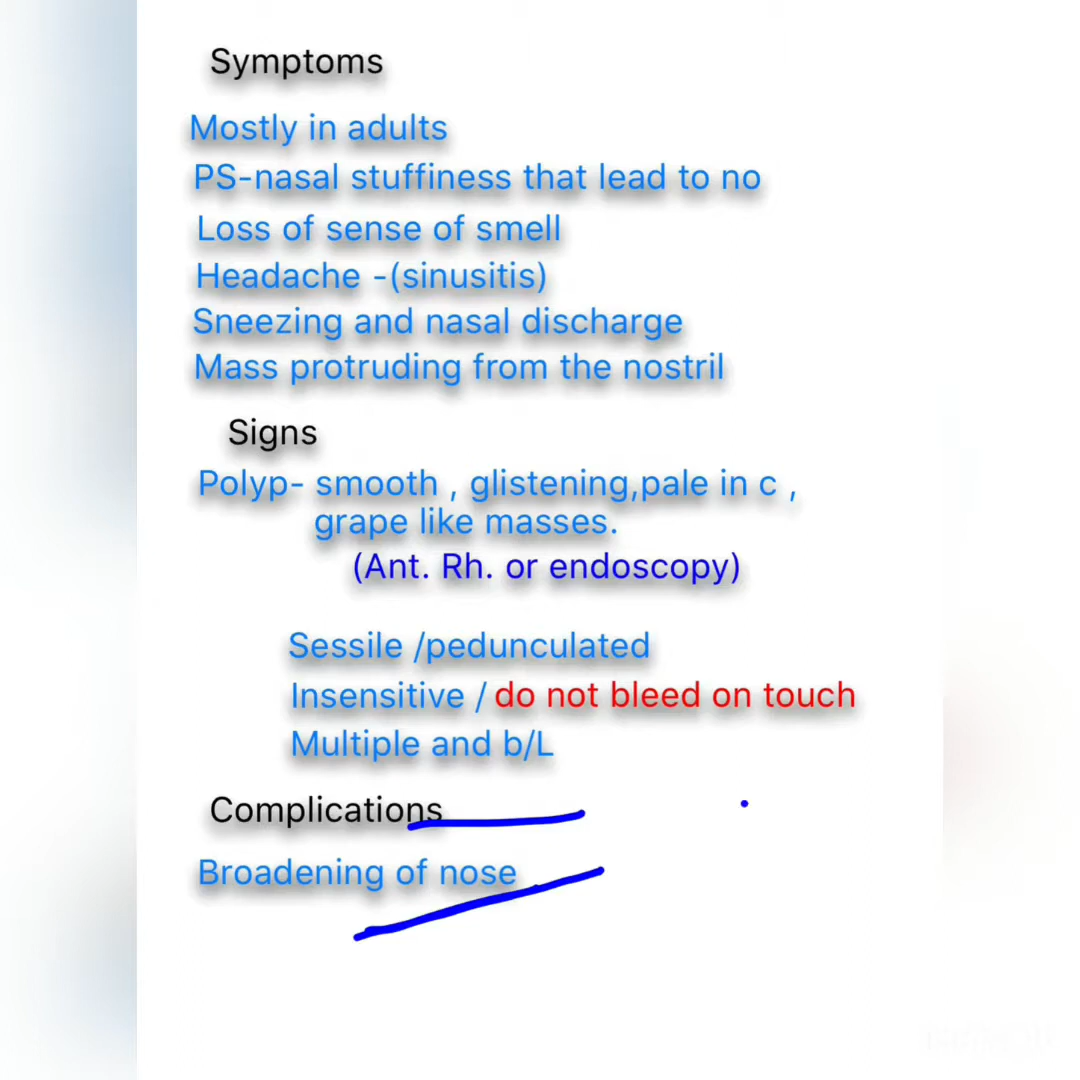 Symptoms
Mostly in adults
PS-nasal stuffiness that lead to no
Loss of sense of smell
Headache -(sinusitis)
Sneezing and nasal discharge
Mass protruding from the nostril
Signs
Polyp- smooth , glistening,pale in c ,
grape like masses.
(Ant. Rh. or endoscopy)
Sessile /pedunculated
Insensitive / do not bleed on touch
Multiple and b/L
Complications
Broadening of nose